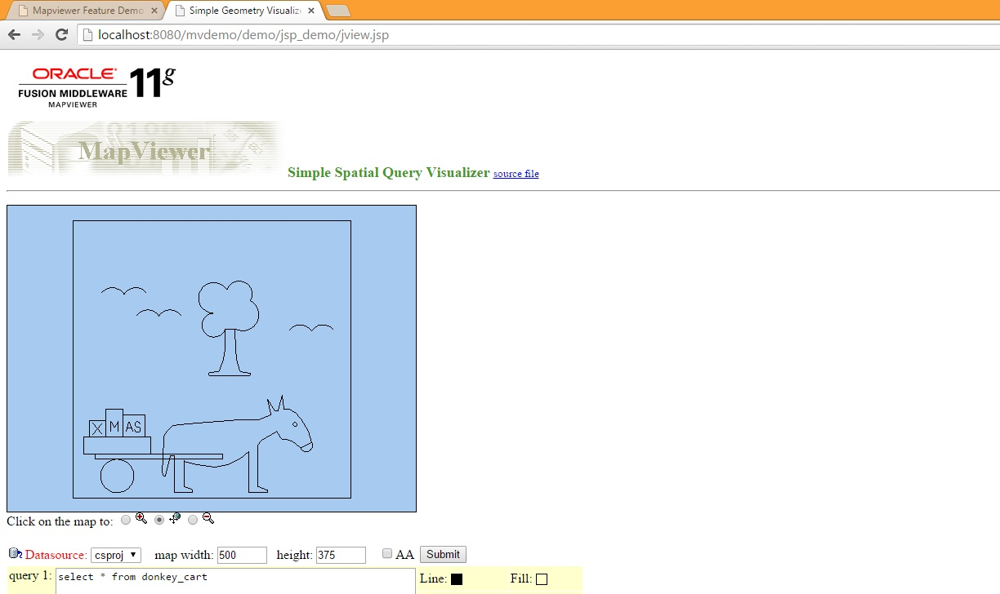 Mapviewer Feature Demo
Simple Geometry Visualiz
localhost:8080/mvdemo/demo/jsp_demo/jview.jsp
ORACLE 11g
FUSION MIDDLEWARE
MAPVIEWER
MapViewer
Simple Spatial Query Visualizer source file
X M AS
Click on the map to:
Datasource: csproj map width: 500 height: 375 AA Submit
query 1: select * from donkey_cart Line: Fill: